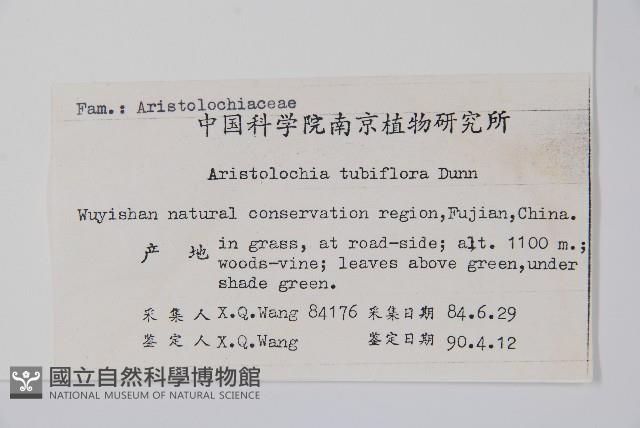 Fam.: Aristolochiaceae
中国科学院南京植物研究所
Aristolochia tubiflora Dunn
Wuyishan natural conservation region,Fujian,China.
产 地 in grass, at road-side; alt. 1100 m.;
woods-vine; leaves above green,under
shade green.
采 集 人 X.Q.Wang 84176 采集日期 84.6.29
鉴 定 人 X.Q.Wang 鉴定日期 90.4.12
國立自然科學博物館
NATIONAL MUSEUM OF NATURAL SCIENCE